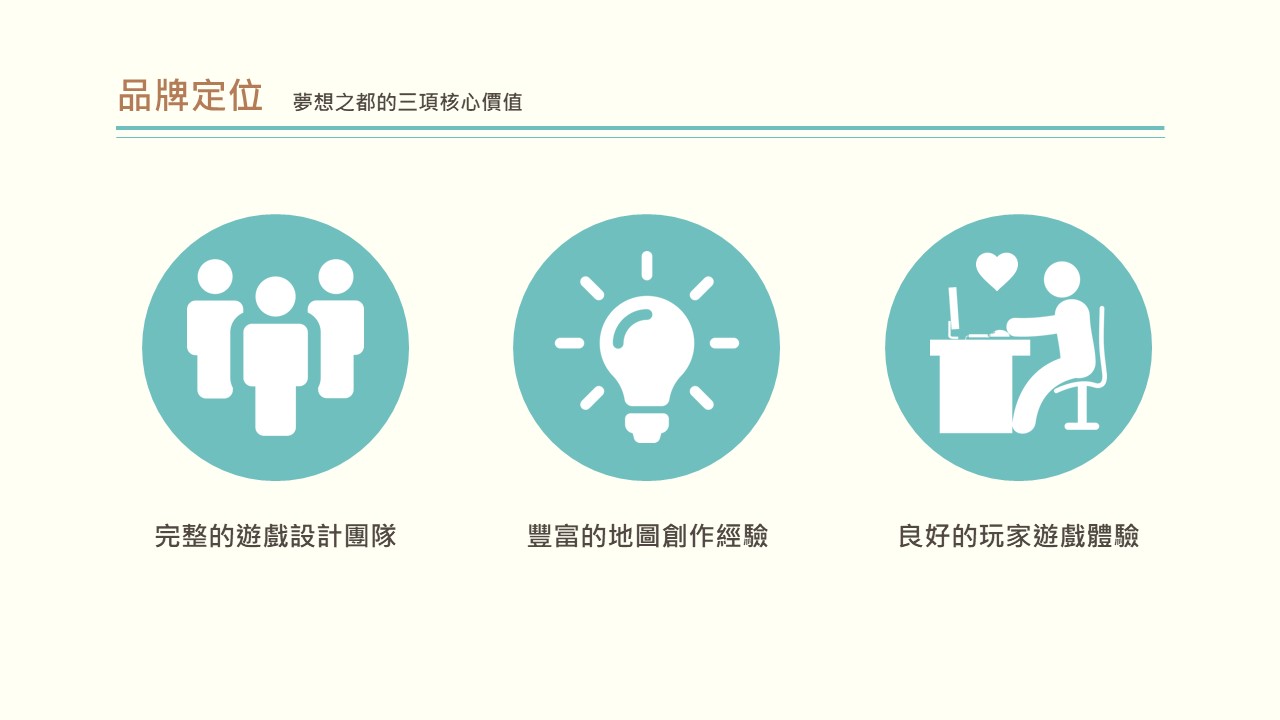 品牌定位 夢想之都的三項核心價值
完整的遊戲設計團隊
豐富的地圖創作經驗
良好的玩家遊戲體驗